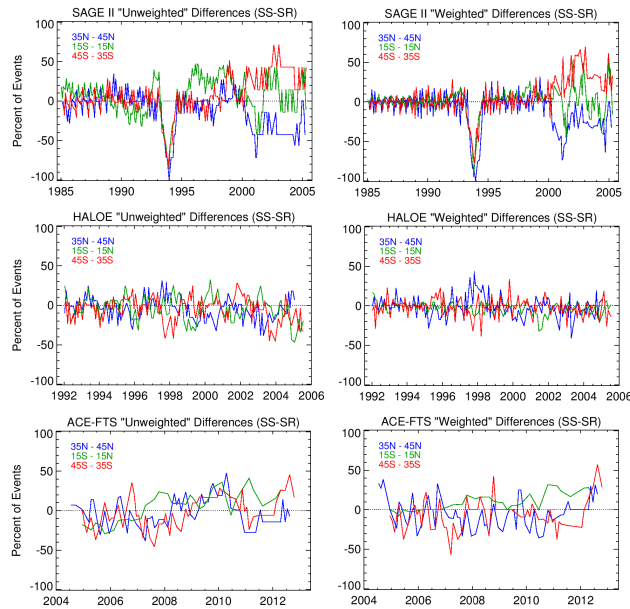 SAGE II "Unweighted" Differences (SS-SR)
35N - 45N
15S - 15N
45S - 35S
Percent of Events
100
50
0
-50
-100
1985 1990 1995 2000 2005
SAGE II "Weighted" Differences (SS-SR)
35N - 45N
15S - 15N
45S - 35S
100
50
0
-50
-100
1985 1990 1995 2000 2005
HALOE "Unweighted" Differences (SS-SR)
35N - 45N
15S - 15N
45S - 35S
Percent of Events
100
50
0
-50
-100
1992 1994 1996 1998 2000 2002 2004 2006
HALOE "Weighted" Differences (SS-SR)
35N - 45N
15S - 15N
45S - 35S
100
50
0
-50
-100
1992 1994 1996 1998 2000 2002 2004 2006
ACE-FTS "Unweighted" Differences (SS-SR)
35N - 45N
15S - 15N
45S - 35S
Percent of Events
100
50
0
-50
-100
2004 2006 2008 2010 2012
ACE-FTS "Weighted" Differences (SS-SR)
35N - 45N
15S - 15N
45S - 35S
100
50
0
-50
-100
2004 2006 2008 2010 2012